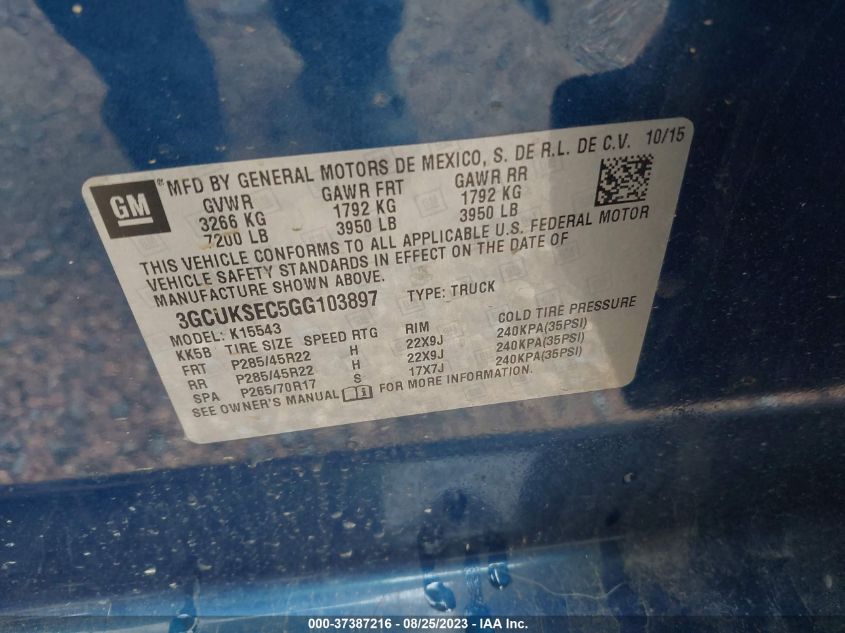 GM ® MFD BY GENERAL MOTORS DE MEXICO, S. DE R.L. DE C.V. 10/15
GVWR GAWR FRT GAWR RR
3266 KG 1792 KG 1792 KG
7200 LB 3950 LB 3950 LB
THIS VEHICLE CONFORMS TO ALL APPLICABLE U.S. FEDERAL MOTOR
VEHICLE SAFETY STANDARDS IN EFFECT ON THE DATE OF
MANUFACTURE SHOWN ABOVE.
3GCUKSEC5GG103897 TYPE: TRUCK
MODEL: K15543
KK5B TIRE SIZE SPEED RTG RIM COLD TIRE PRESSURE
FRT P285/45R22 H 22X9J 240KPA(35PSI)
RR P285/45R22 H 22X9J 240KPA(35PSI)
SPA P265/70R17 S 17X7J 240KPA(35PSI)
SEE OWNER'S MANUAL FOR MORE INFORMATION.
000-37387216 - 08/25/2023 - IAA Inc.